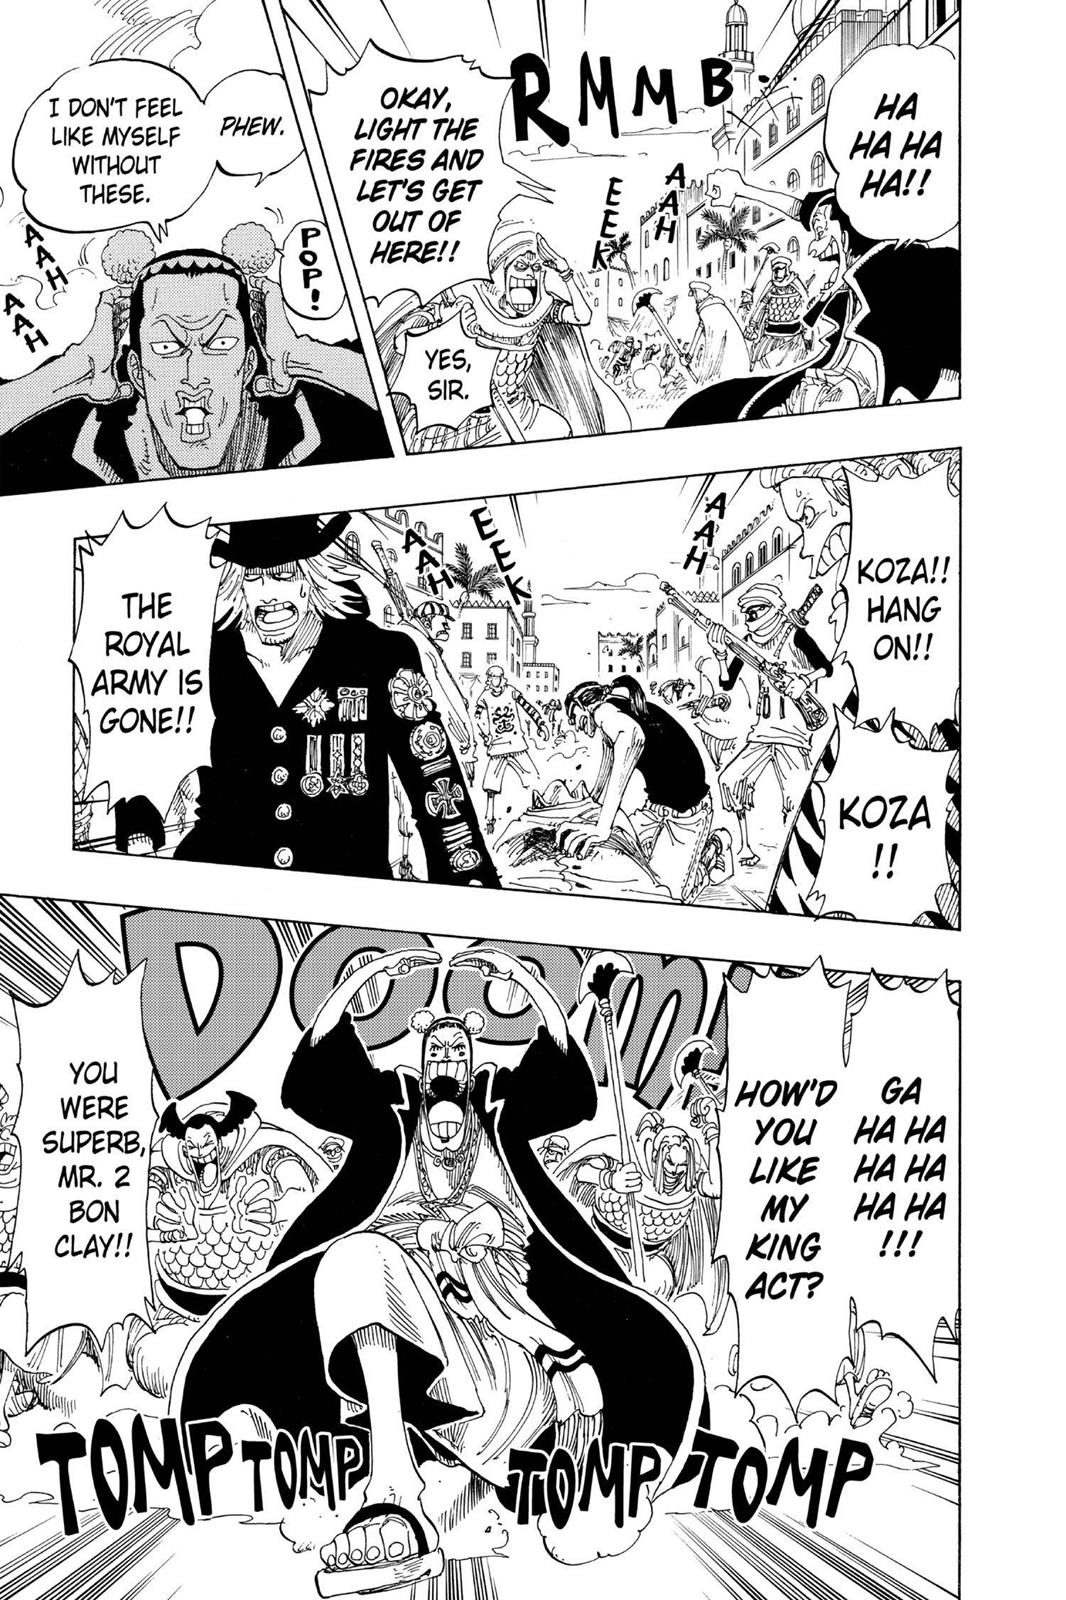 HA
HA HA
HA!!
RMMB
OKAY,
LIGHT THE
FIRES AND
LET'S GET
OUT OF
HERE!!
AAH
EEK
YES,
SIR.
PHEW.
I DON'T FEEL
LIKE MYSELF
WITHOUT
THESE.
POP!
AAH
AAH
KOZA!!
HANG
ON!!
KOZA
!!
AAH
EEK
AAH
THE
ROYAL
ARMY IS
GONE!!
GA
HA HA
HA HA
HA HA
!!!
HOW'D
YOU
LIKE
MY
KING
ACT?
DOOM
YOU
WERE
SUPERB,
MR. 2
BON
CLAY!!
TOMP TOMP TOMP TOMP